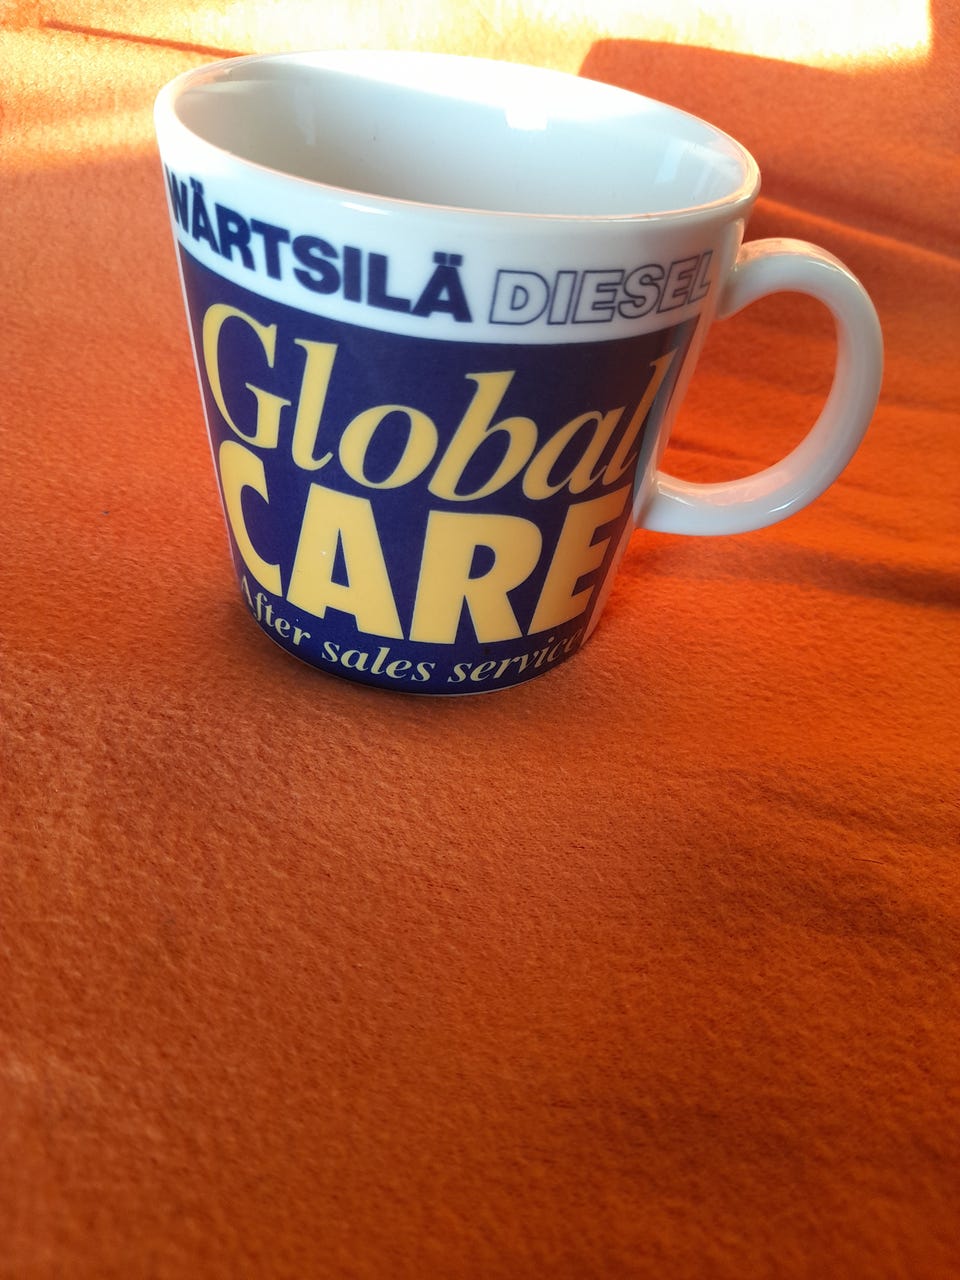 WÄRTSILÄ DIESEL
Global
CARE
After sales service